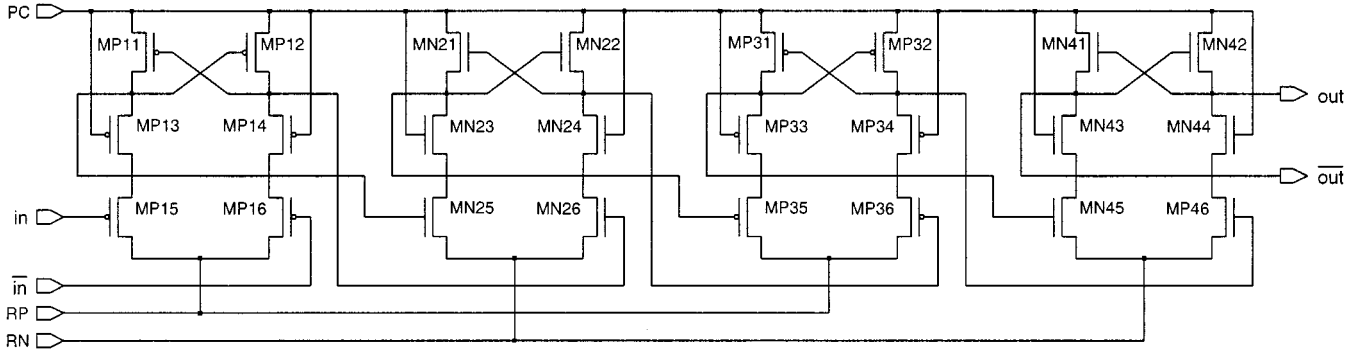 PC
MP11 MP12 MN21 MN22 MP31 MP32 MN41 MN42
out
MP13 MP14 MN23 MN24 MP33 MP34 MN43 MN44
out
MP15 MP16 MN25 MN26 MP35 MP36 MN45 MP46
in
in
RP
RN